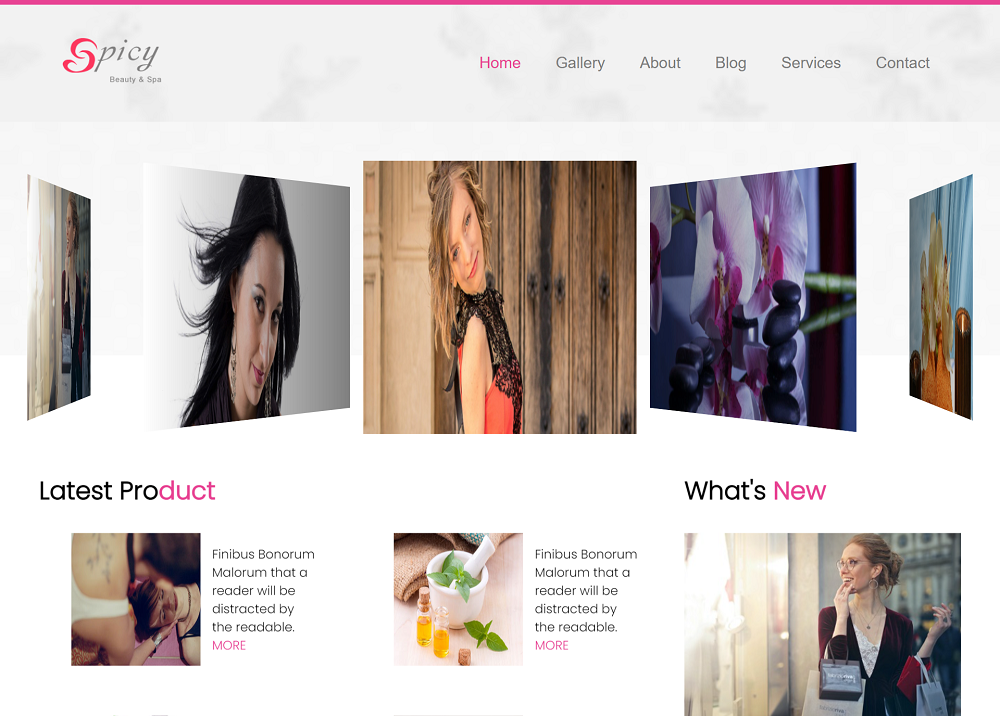 Spicy
Beauty & Spa
Home Gallery About Blog Services Contact
Latest Product
What's New
Finibus Bonorum
Malorum that a
reader will be
distracted by
the readable.
MORE
Finibus Bonorum
Malorum that a
reader will be
distracted by
the readable.
MORE